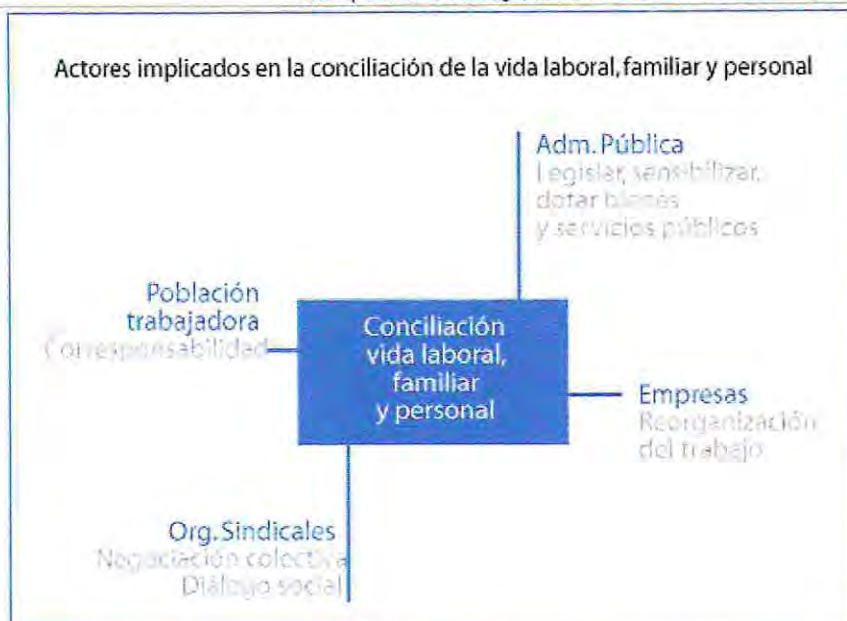 Actores implicados en la conciliación de la vida laboral, familiar y personal
Adm. Pública
Legislar, sensibilizar,
dotar bienes
y servicios públicos
Población
trabajadora
Corresponsabilidad
Conciliación
vida laboral,
familiar
y personal
Empresas
Reorganización
del trabajo
Org. Sindicales
Negociación colectiva
Diálogo social